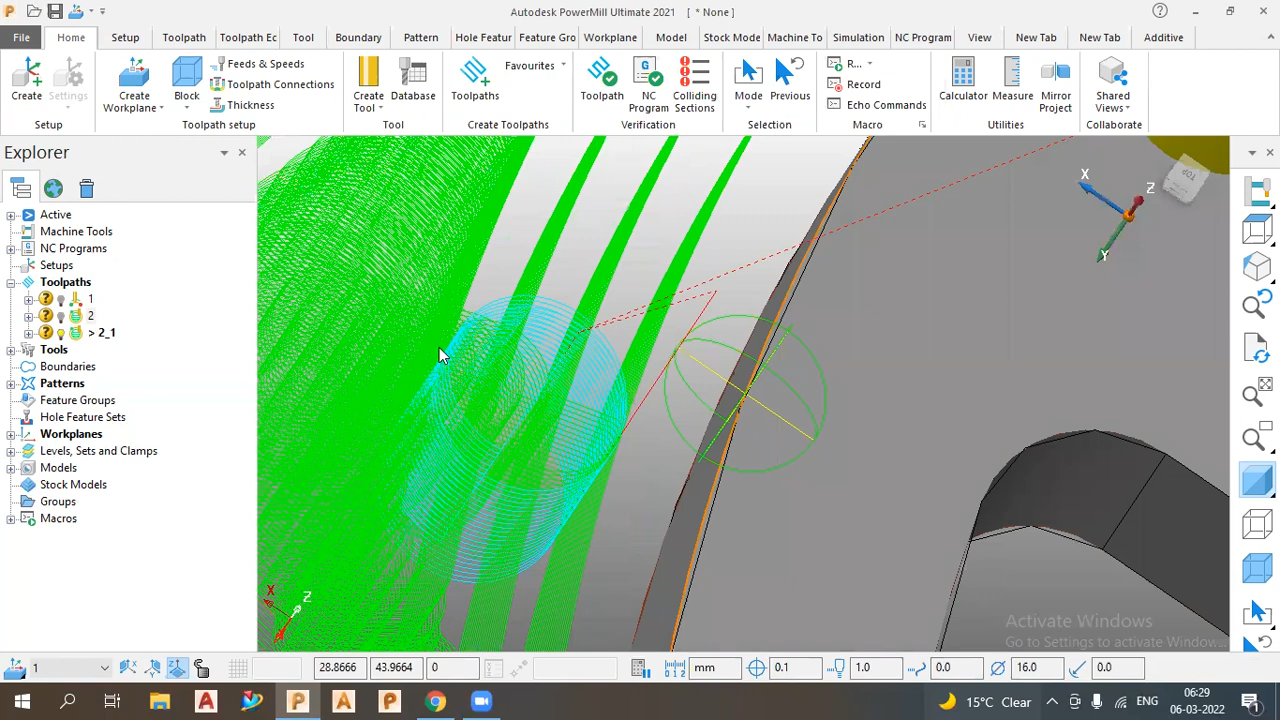 Autodesk PowerMill Ultimate 2021    [ * None ]
File Home Setup Toolpath Toolpath Ec Tool Boundary Pattern Hole Featur Feature Gro Workplane Model Stock Mode Machine To Simulation NC Program View New Tab New Tab Additive
Create
Settings
Setup
Create
Workplane
Block
Feeds & Speeds
Toolpath Connections
Thickness
Toolpath setup
Create
Tool
Database
Tool
Toolpaths
Favourites
Create Toolpaths
Toolpath
NC
Program
Colliding
Sections
Verification
Mode
Previous
Selection
R...
Record
Echo Commands
Macro
Calculator
Measure
Mirror
Project
Utilities
Shared
Views
Collaborate
Explorer
Active
Machine Tools
NC Programs
Setups
Toolpaths
1
2
> 2_1
Tools
Boundaries
Patterns
Feature Groups
Hole Feature Sets
Workplanes
Levels, Sets and Clamps
Models
Stock Models
Groups
Macros
X
Z
Y
TOP
X
Z
Activate Windows
Go to Settings to activate Windows.
1 28.8666 43.9664 0 mm 0.1 1.0 0.0 16.0 0.0
15°C Clear
ENG
06:29
06-03-2022
1